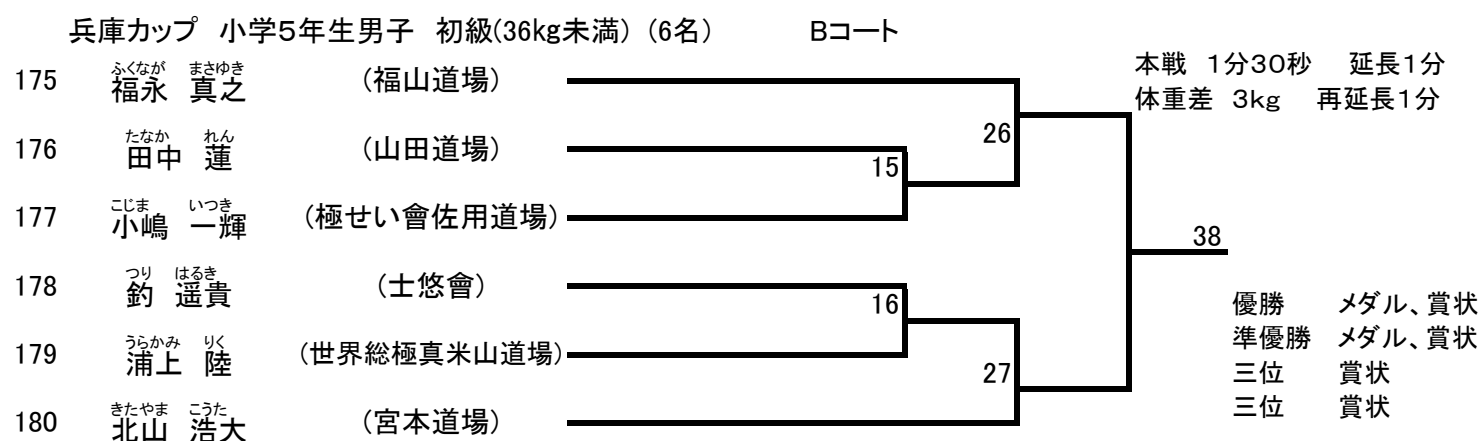 兵庫カップ 小学5年生男子 初級(36kg未満) (6名) Bコート
本戦 1分30秒 延長1分
体重差 3kg 再延長1分
ふくなが まさゆき
175 福永 真之 (福山道場)
26
たなか れん
176 田中 蓮 (山田道場)
15
こじま いつき
177 小嶋 一輝 (極せい會佐用道場)
38
つり はるき
178 釣 遥貴 (士悠會)
16
優勝 メダル、賞状
準優勝 メダル、賞状
うらかみ りく
179 浦上 陸 (世界総極真米山道場)
27
三位 賞状
三位 賞状
きたやま こうた
180 北山 浩大 (宮本道場)